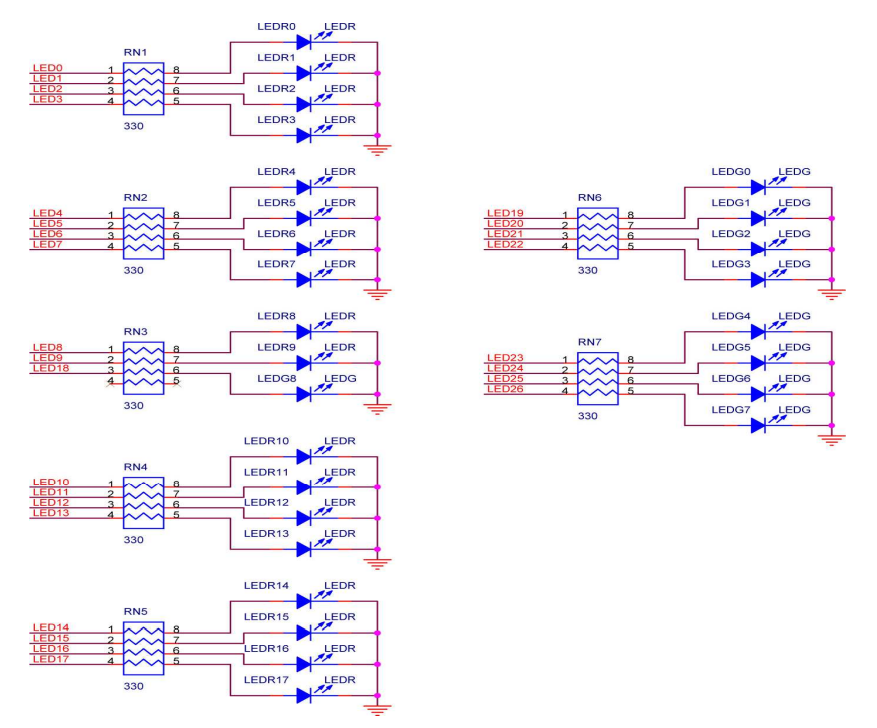 LEDR0 LEDR
RN1
LEDR1 LEDR
LED0 1 8
LED1 2 7
LED2 3 6
LED3 4 5
LEDR2 LEDR
LEDR3 LEDR
330
LEDR4 LEDR
RN2
LEDR5 LEDR
LED4 1 8
LED5 2 7
LED6 3 6
LED7 4 5
LEDR6 LEDR
LEDR7 LEDR
330
LEDR8 LEDR
RN3
LEDR9 LEDR
LED8 1 8
LED9 2 7
LED18 3 6
4 5
LEDG8 LEDG
330
LEDR10 LEDR
RN4
LEDR11 LEDR
LED10 1 8
LED11 2 7
LED12 3 6
LED13 4 5
LEDR12 LEDR
LEDR13 LEDR
330
LEDR14 LEDR
RN5
LEDR15 LEDR
LED14 1 8
LED15 2 7
LED16 3 6
LED17 4 5
LEDR16 LEDR
LEDR17 LEDR
330
LEDG0 LEDG
RN6
LEDG1 LEDG
LED19 1 8
LED20 2 7
LED21 3 6
LED22 4 5
LEDG2 LEDG
LEDG3 LEDG
330
LEDG4 LEDG
RN7
LEDG5 LEDG
LED23 1 8
LED24 2 7
LED25 3 6
LED26 4 5
LEDG6 LEDG
LEDG7 LEDG
330